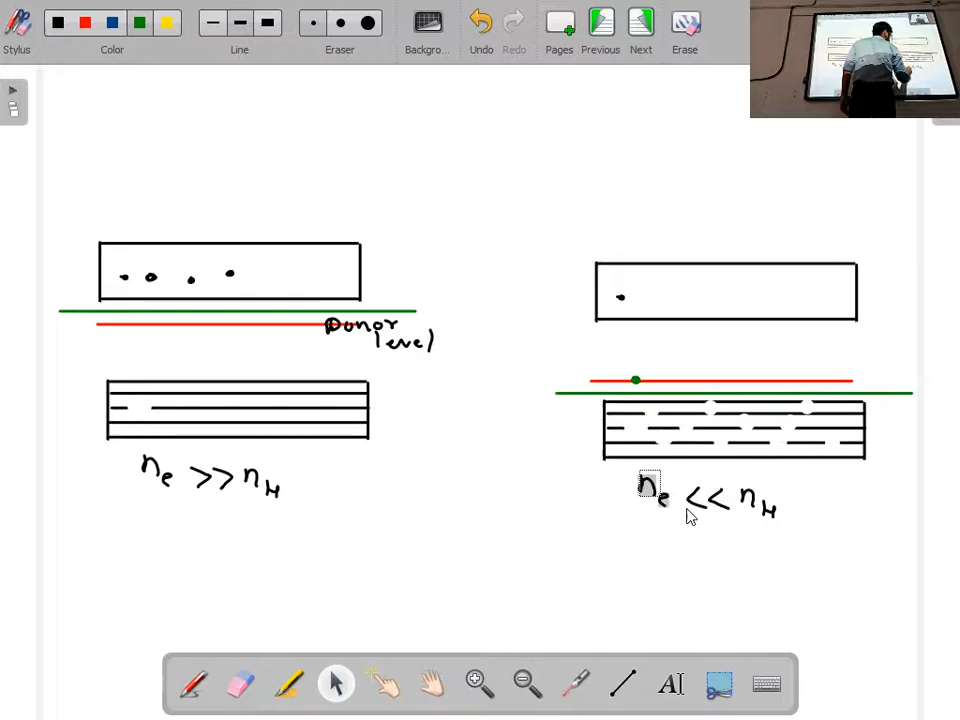 Stylus
Color
Line
Eraser
Backgro...
Undo
Redo
Pages
Previous
Next
Erase
Donor
level
ne >> nH
ne << nH